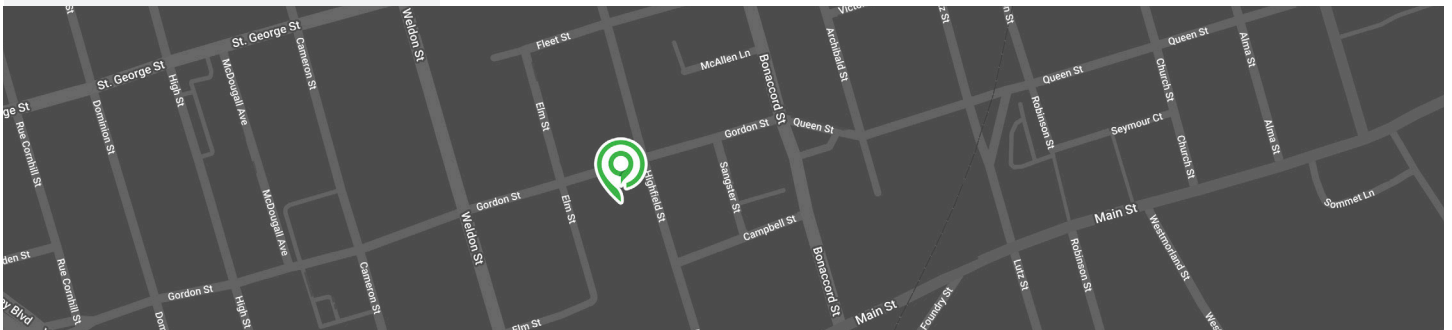 St
St. George St
Weldon St
Fleet St
McAllen Ln
Archibald St
Queen St
Alma St
Cameron St
St. George St
High St
McDougall Ave
Bonaccord St
Queen St
Church St
ge St
Dominion St
Elm St
Gordon St
Queen St
Robinson St
Seymour Ct
Alma St
Rue Cornhill St
Church St
Sangster St
Highfield St
McDougall Ave
Gordon St
Elm St
Weldon St
Campbell St
Main St
Sommet Ln
den St
Rue Cornhill St
Cameron St
Bonaccord St
Lutz St
Robinson St
Westmorland St
Gordon St
High St
ey Blvd
Elm St
Main St
Foundry St